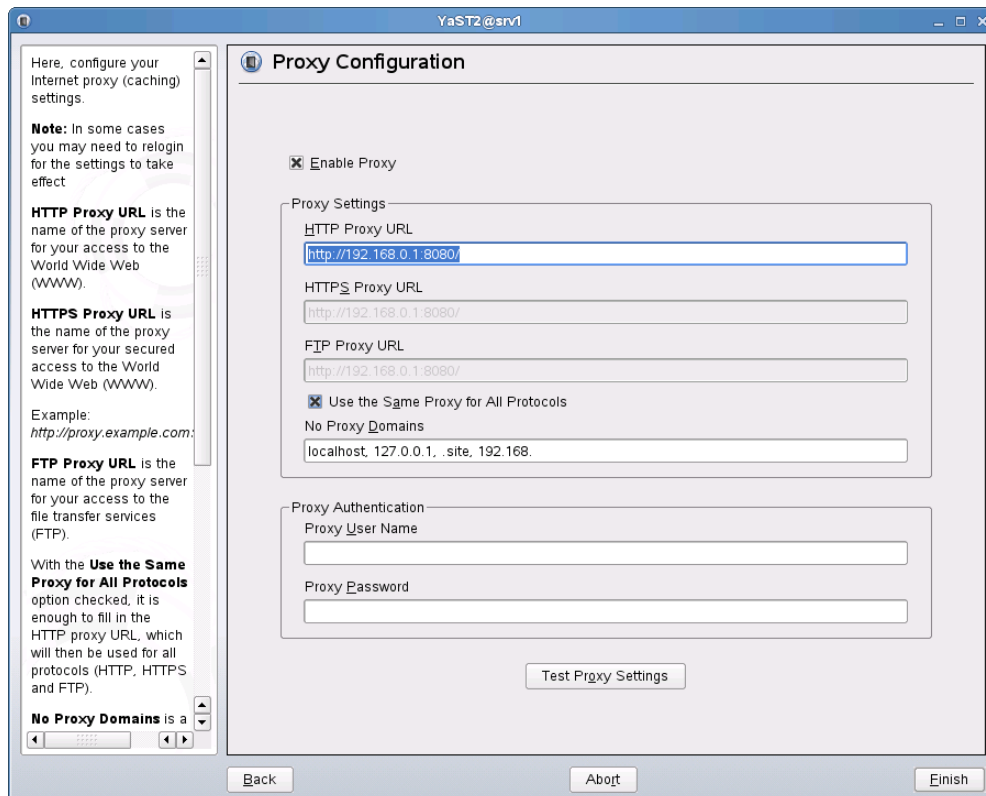 YaST2@srv1
Here, configure your
Internet proxy (caching)
settings.
Note: In some cases
you may need to relogin
for the settings to take
effect
HTTP Proxy URL is the
name of the proxy server
for your access to the
World Wide Web
(WWW).
HTTPS Proxy URL is
the name of the proxy
server for your secured
access to the World
Wide Web (WWW).
Example:
http://proxy.example.com:
FTP Proxy URL is the
name of the proxy server
for your access to the
file transfer services
(FTP).
With the Use the Same
Proxy for All Protocols
option checked, it is
enough to fill in the
HTTP proxy URL, which
will then be used for all
protocols (HTTP, HTTPS
and FTP).
No Proxy Domains is a
Proxy Configuration
Enable Proxy
Proxy Settings
HTTP Proxy URL
http://192.168.0.1:8080/
HTTPS Proxy URL
http://192.168.0.1:8080/
FTP Proxy URL
http://192.168.0.1:8080/
Use the Same Proxy for All Protocols
No Proxy Domains
localhost, 127.0.0.1, .site, 192.168.
Proxy Authentication
Proxy User Name
Proxy Password
Test Proxy Settings
Back
Abort
Finish